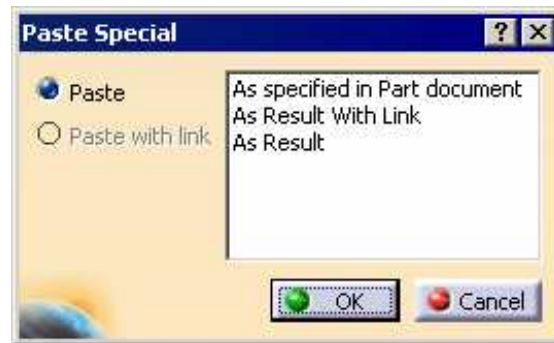 Paste Special
Paste
Paste with link
As specified in Part document
As Result With Link
As Result
OK
Cancel